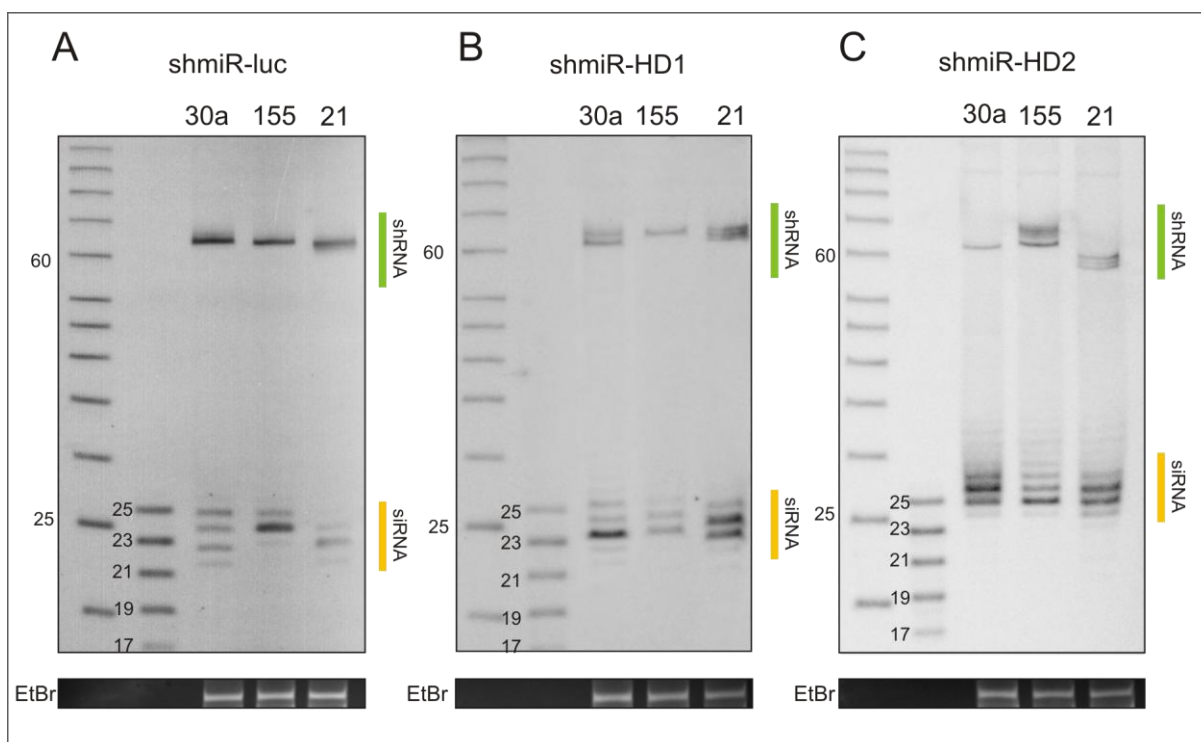 A
shmiR-luc
30a 155 21
60
25
25
23
21
19
17
shRNA
siRNA
EtBr
B
shmiR-HD1
30a 155 21
60
25
25
23
21
19
17
shRNA
siRNA
EtBr
C
shmiR-HD2
30a 155 21
60
25
25
23
21
19
17
shRNA
siRNA
EtBr